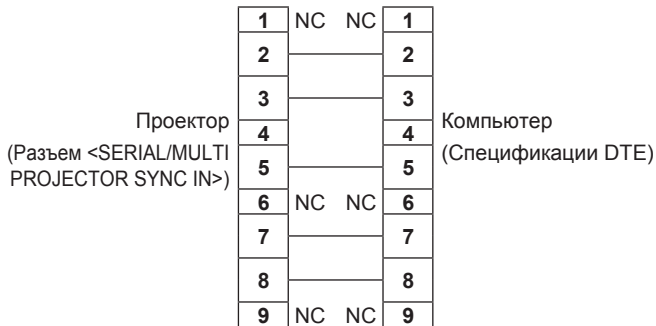 1 NC NC 1
2 2
3 3
Проектор
Компьютер
4 4
(Разъем <SERIAL/MULTI
(Спецификации DTE)
5 5
PROJECTOR SYNC IN>)
6 NC NC 6
7 7
8 8
9 NC NC 9